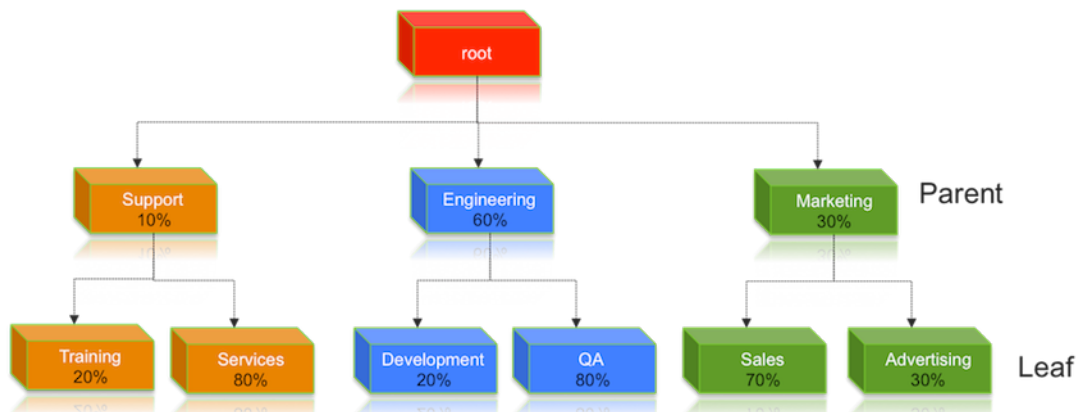 root
Support
10%
Engineering
60%
Marketing
30%
Parent
Training
20%
Services
80%
Development
20%
QA
80%
Sales
70%
Advertising
30%
Leaf